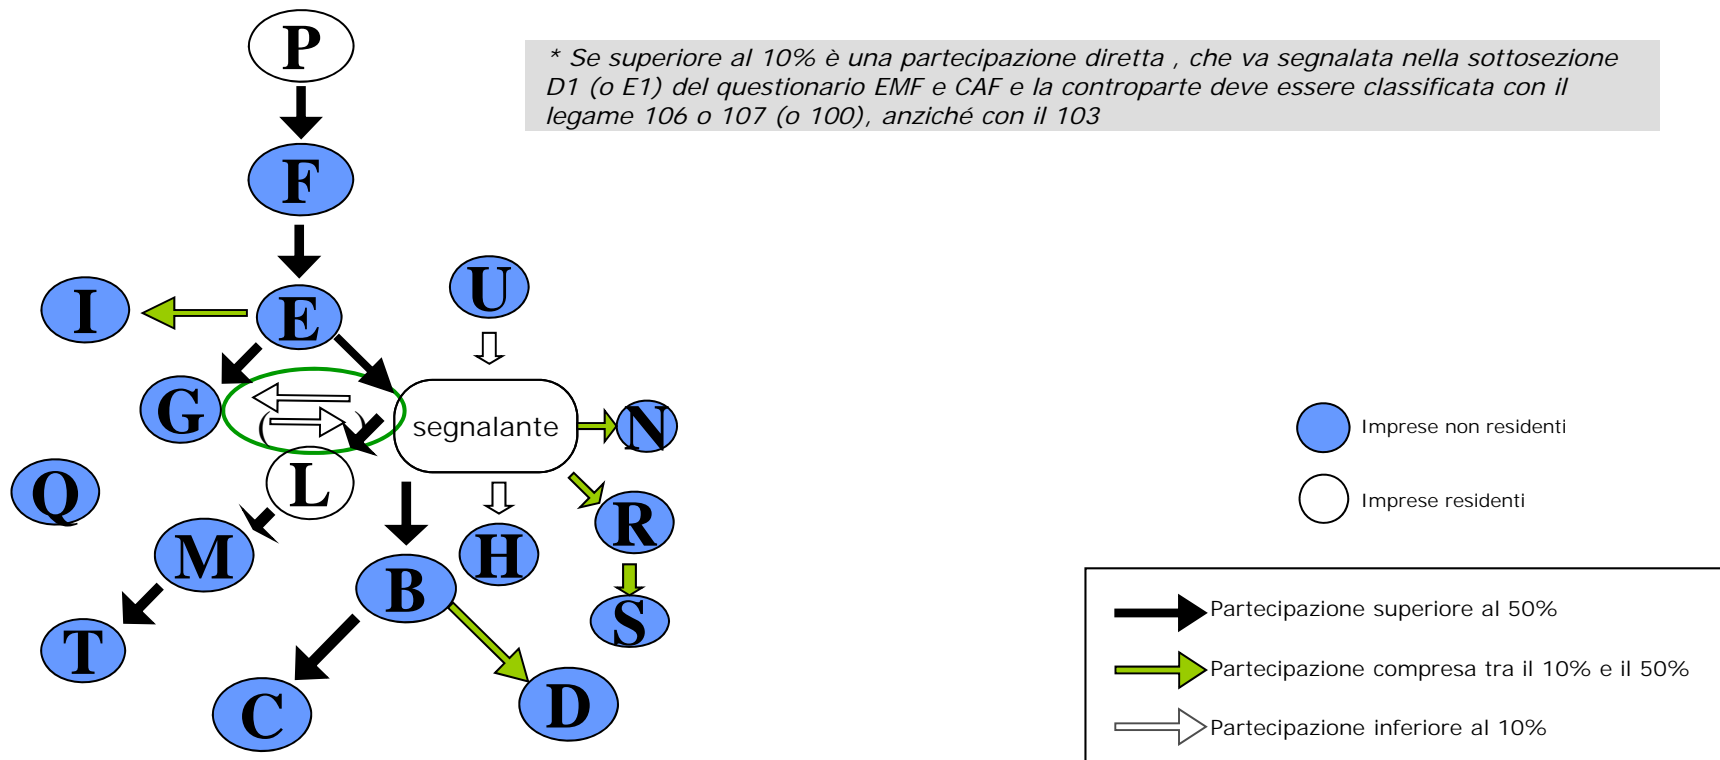 P
* Se superiore al 10% è una partecipazione diretta , che va segnalata nella sottosezione
D1 (o E1) del questionario EMF e CAF e la controparte deve essere classificata con il
legame 106 o 107 (o 100), anziché con il 103
F
U
I
E
G
( )
segnalante
N
Imprese non residenti
L
Q
Imprese residenti
R
M
H
B
S
T
C
D
Partecipazione superiore al 50%
Partecipazione compresa tra il 10% e il 50%
Partecipazione inferiore al 10%